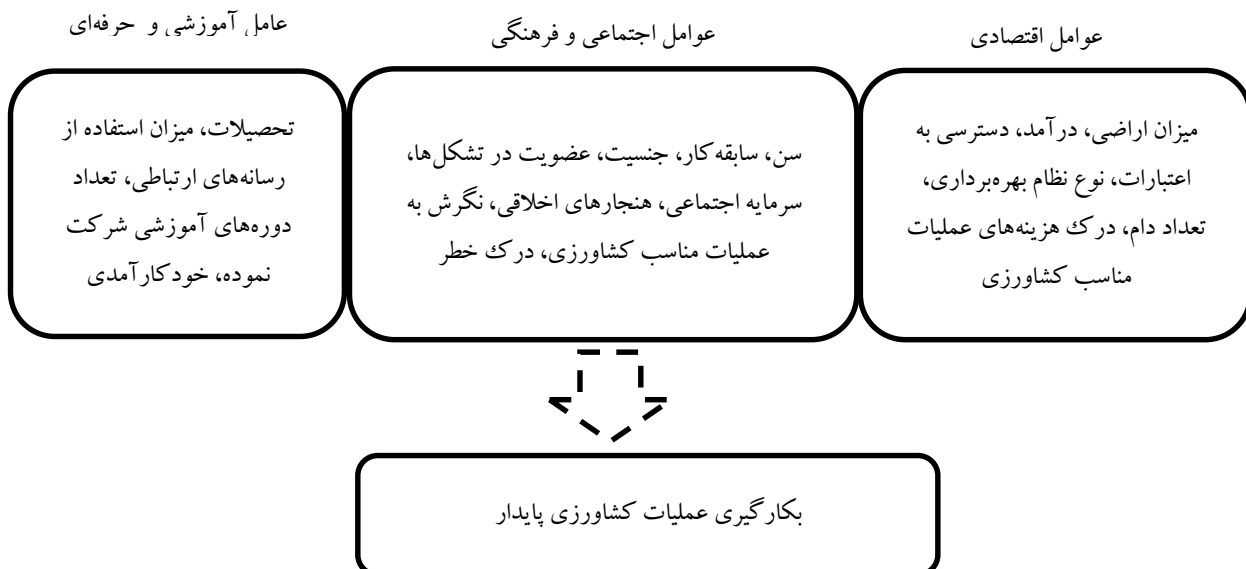 عوامل اقتصادی
میزان اراضی، درآمد، دسترسی به
اعتبارات، نوع نظام بهره‌برداری،
تعداد دام، درک هزینه‌های عملیات
مناسب کشاورزی
عوامل اجتماعی و فرهنگی
سن، سابقه کار، جنسیت، عضویت در تشکل‌ها،
سرمایه اجتماعی، هنجارهای اخلاقی، نگرش به
عملیات مناسب کشاورزی، درک خطر
عامل آموزشی و حرفه‌ای
تحصیلات، میزان استفاده از
رسانه‌های ارتباطی، تعداد
دوره‌های آموزشی شرکت
نموده، خودکارآمدی
بکارگیری عملیات کشاورزی پایدار